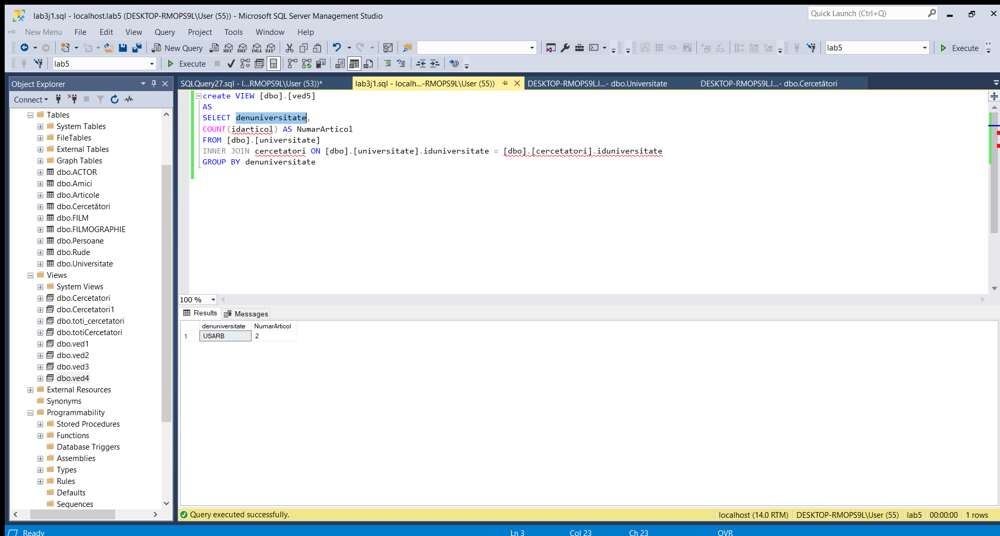 lab3j1.sql - localhost.lab5 (DESKTOP-RMOPS9L\User (55)) - Microsoft SQL Server Management Studio
Quick Launch (Ctrl+Q)
New Menu File Edit View Query Project Tools Window Help
New Query MDX DMX XMLA DAX SQL SQL lab5 Execute
lab5 Execute
Object Explorer
SQLQuery27.sql - l...RMOPS9L\User (53))*
lab3j1.sql - localh...-RMOPS9L\User (55))
DESKTOP-RMOPS9L.l...- dbo.Universitate
DESKTOP-RMOPS9L.l...- dbo.Cercetători
Connect
Tables
System Tables
FileTables
External Tables
Graph Tables
dbo.ACTOR
dbo.Amici
dbo.Articole
dbo.Cercetători
dbo.FILM
dbo.FILMOGRAPHIE
dbo.Persoane
dbo.Rude
dbo.Universitate
Views
System Views
dbo.Cercetatori
dbo.Cercetatori1
dbo.toti_cercetatori
dbo.totiCercetatori
dbo.ved1
dbo.ved2
dbo.ved3
dbo.ved4
External Resources
Synonyms
Programmability
Stored Procedures
Functions
Database Triggers
Assemblies
Types
Rules
Defaults
Sequences
create VIEW [dbo].[ved5]
AS
SELECT denuniversitate,
COUNT(idarticol) AS NumarArticol
FROM [dbo].[universitate]
INNER JOIN cercetatori ON [dbo].[universitate].iduniversitate = [dbo].[cercetatori].iduniversitate
GROUP BY denuniversitate
100 %
Results Messages
denuniversitate NumarArticol
1 USARB 2
Query executed successfully.
localhost (14.0 RTM) DESKTOP-RMOPS9L\User (55) lab5 00:00:00 1 rows
Ready Ln 3 Col 23 Ch 23 OVR